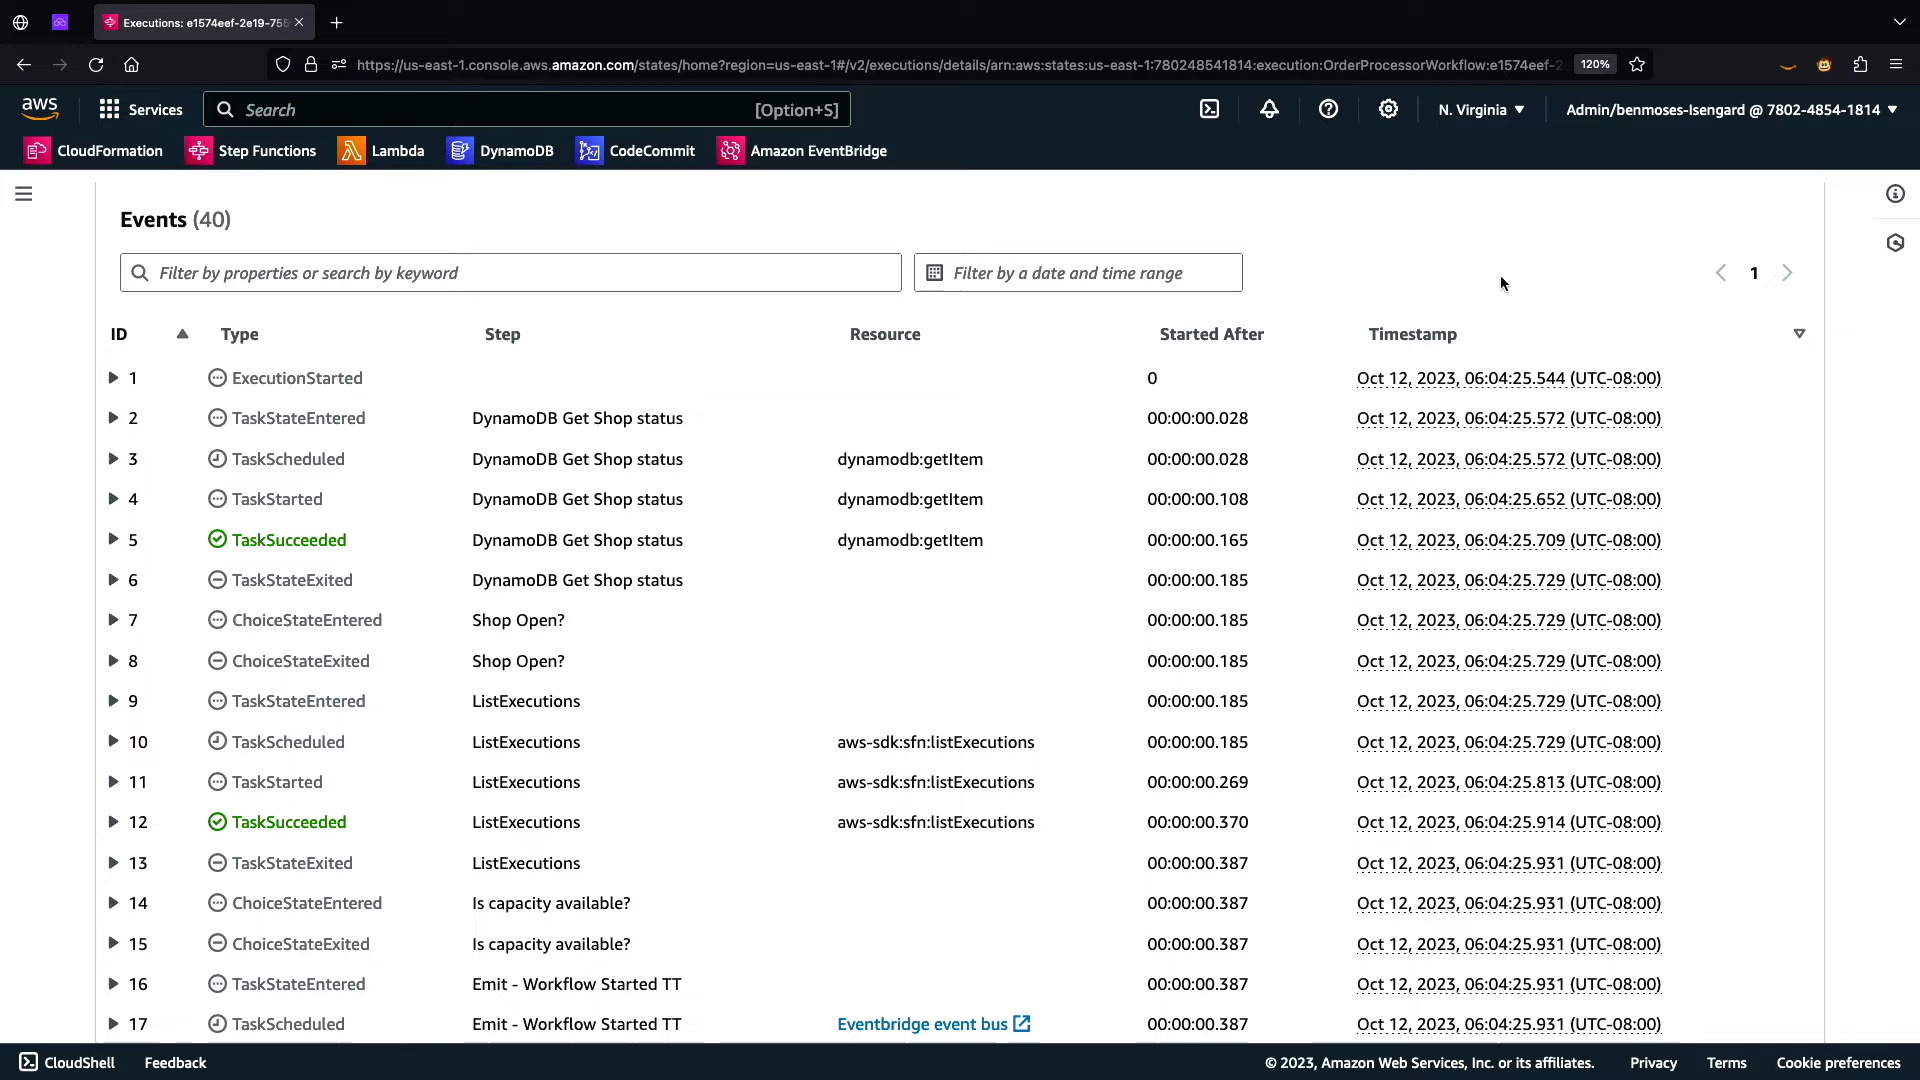 Executions: e1574eef-2e19-755
https://us-east-1.console.aws.amazon.com/states/home?region=us-east-1#/v2/executions/details/arn:aws:states:us-east-1:780248541814:execution:OrderProcessorWorkflow:e1574eef-2 120%
aws Services Search [Option+S] N. Virginia Admin/benmoses-Isengard @ 7802-4854-1814
CloudFormation Step Functions Lambda DynamoDB CodeCommit Amazon EventBridge
Events (40)
Filter by properties or search by keyword Filter by a date and time range 1
ID Type Step Resource Started After Timestamp
1 ExecutionStarted 0 Oct 12, 2023, 06:04:25.544 (UTC-08:00)
2 TaskStateEntered DynamoDB Get Shop status 00:00:00.028 Oct 12, 2023, 06:04:25.572 (UTC-08:00)
3 TaskScheduled DynamoDB Get Shop status dynamodb:getItem 00:00:00.028 Oct 12, 2023, 06:04:25.572 (UTC-08:00)
4 TaskStarted DynamoDB Get Shop status dynamodb:getItem 00:00:00.108 Oct 12, 2023, 06:04:25.652 (UTC-08:00)
5 TaskSucceeded DynamoDB Get Shop status dynamodb:getItem 00:00:00.165 Oct 12, 2023, 06:04:25.709 (UTC-08:00)
6 TaskStateExited DynamoDB Get Shop status 00:00:00.185 Oct 12, 2023, 06:04:25.729 (UTC-08:00)
7 ChoiceStateEntered Shop Open? 00:00:00.185 Oct 12, 2023, 06:04:25.729 (UTC-08:00)
8 ChoiceStateExited Shop Open? 00:00:00.185 Oct 12, 2023, 06:04:25.729 (UTC-08:00)
9 TaskStateEntered ListExecutions 00:00:00.185 Oct 12, 2023, 06:04:25.729 (UTC-08:00)
10 TaskScheduled ListExecutions aws-sdk:sfn:listExecutions 00:00:00.185 Oct 12, 2023, 06:04:25.729 (UTC-08:00)
11 TaskStarted ListExecutions aws-sdk:sfn:listExecutions 00:00:00.269 Oct 12, 2023, 06:04:25.813 (UTC-08:00)
12 TaskSucceeded ListExecutions aws-sdk:sfn:listExecutions 00:00:00.370 Oct 12, 2023, 06:04:25.914 (UTC-08:00)
13 TaskStateExited ListExecutions 00:00:00.387 Oct 12, 2023, 06:04:25.931 (UTC-08:00)
14 ChoiceStateEntered Is capacity available? 00:00:00.387 Oct 12, 2023, 06:04:25.931 (UTC-08:00)
15 ChoiceStateExited Is capacity available? 00:00:00.387 Oct 12, 2023, 06:04:25.931 (UTC-08:00)
16 TaskStateEntered Emit - Workflow Started TT 00:00:00.387 Oct 12, 2023, 06:04:25.931 (UTC-08:00)
17 TaskScheduled Emit - Workflow Started TT Eventbridge event bus 00:00:00.387 Oct 12, 2023, 06:04:25.931 (UTC-08:00)
CloudShell Feedback © 2023, Amazon Web Services, Inc. or its affiliates. Privacy Terms Cookie preferences